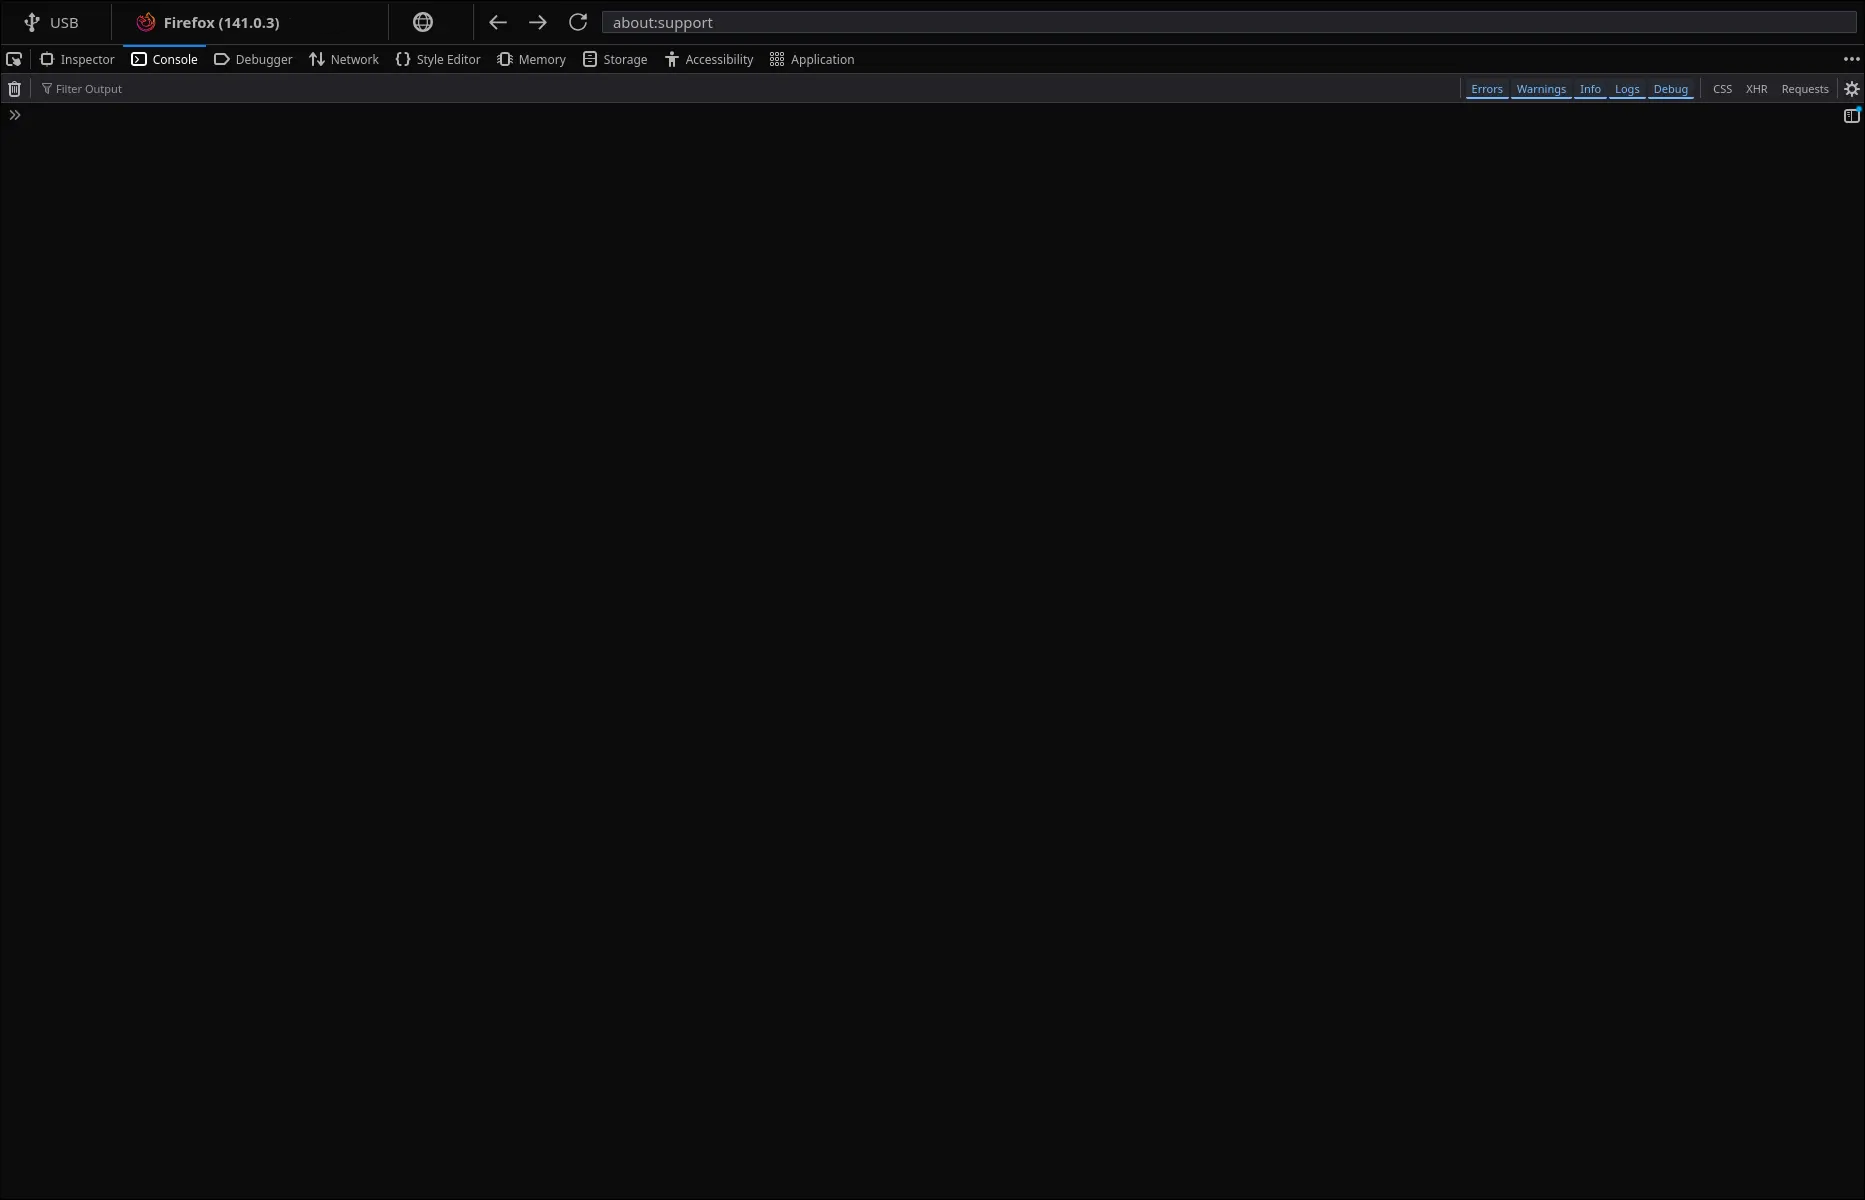 USB Firefox (141.0.3) about:support
Inspector Console Debugger Network Style Editor Memory Storage Accessibility Application
Filter Output Errors Warnings Info Logs Debug CSS XHR Requests